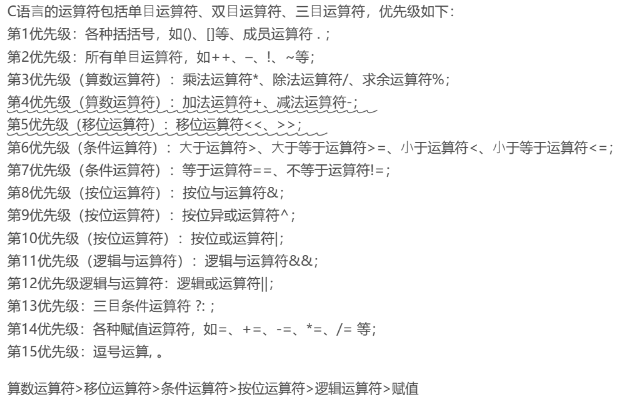 C语言的运算符包括单目运算符、双目运算符、三目运算符，优先级如下：
第1优先级：各种括括号，如()、[]等、成员运算符 . ；
第2优先级：所有单目运算符，如++、–、!、~等；
第3优先级（算数运算符）：乘法运算符*、除法运算符/、求余运算符%；
第4优先级（算数运算符）：加法运算符+、减法运算符-；
第5优先级（移位运算符）：移位运算符<<、>>；
第6优先级（条件运算符）：大于运算符>、大于等于运算符>=、小于运算符<、小于等于运算符<=；
第7优先级（条件运算符）：等于运算符==、不等于运算符!=；
第8优先级（按位运算符）：按位与运算符&；
第9优先级（按位运算符）：按位异或运算符^；
第10优先级（按位运算符）：按位或运算符|；
第11优先级（逻辑与运算符）：逻辑与运算符&&；
第12优先级逻辑与运算符：逻辑或运算符||；
第13优先级：三目条件运算符 ?: ；
第14优先级：各种赋值运算符，如=、+=、-=、*=、/= 等；
第15优先级：逗号运算, 。
算数运算符>移位运算符>条件运算符>按位运算符>逻辑运算符>赋值